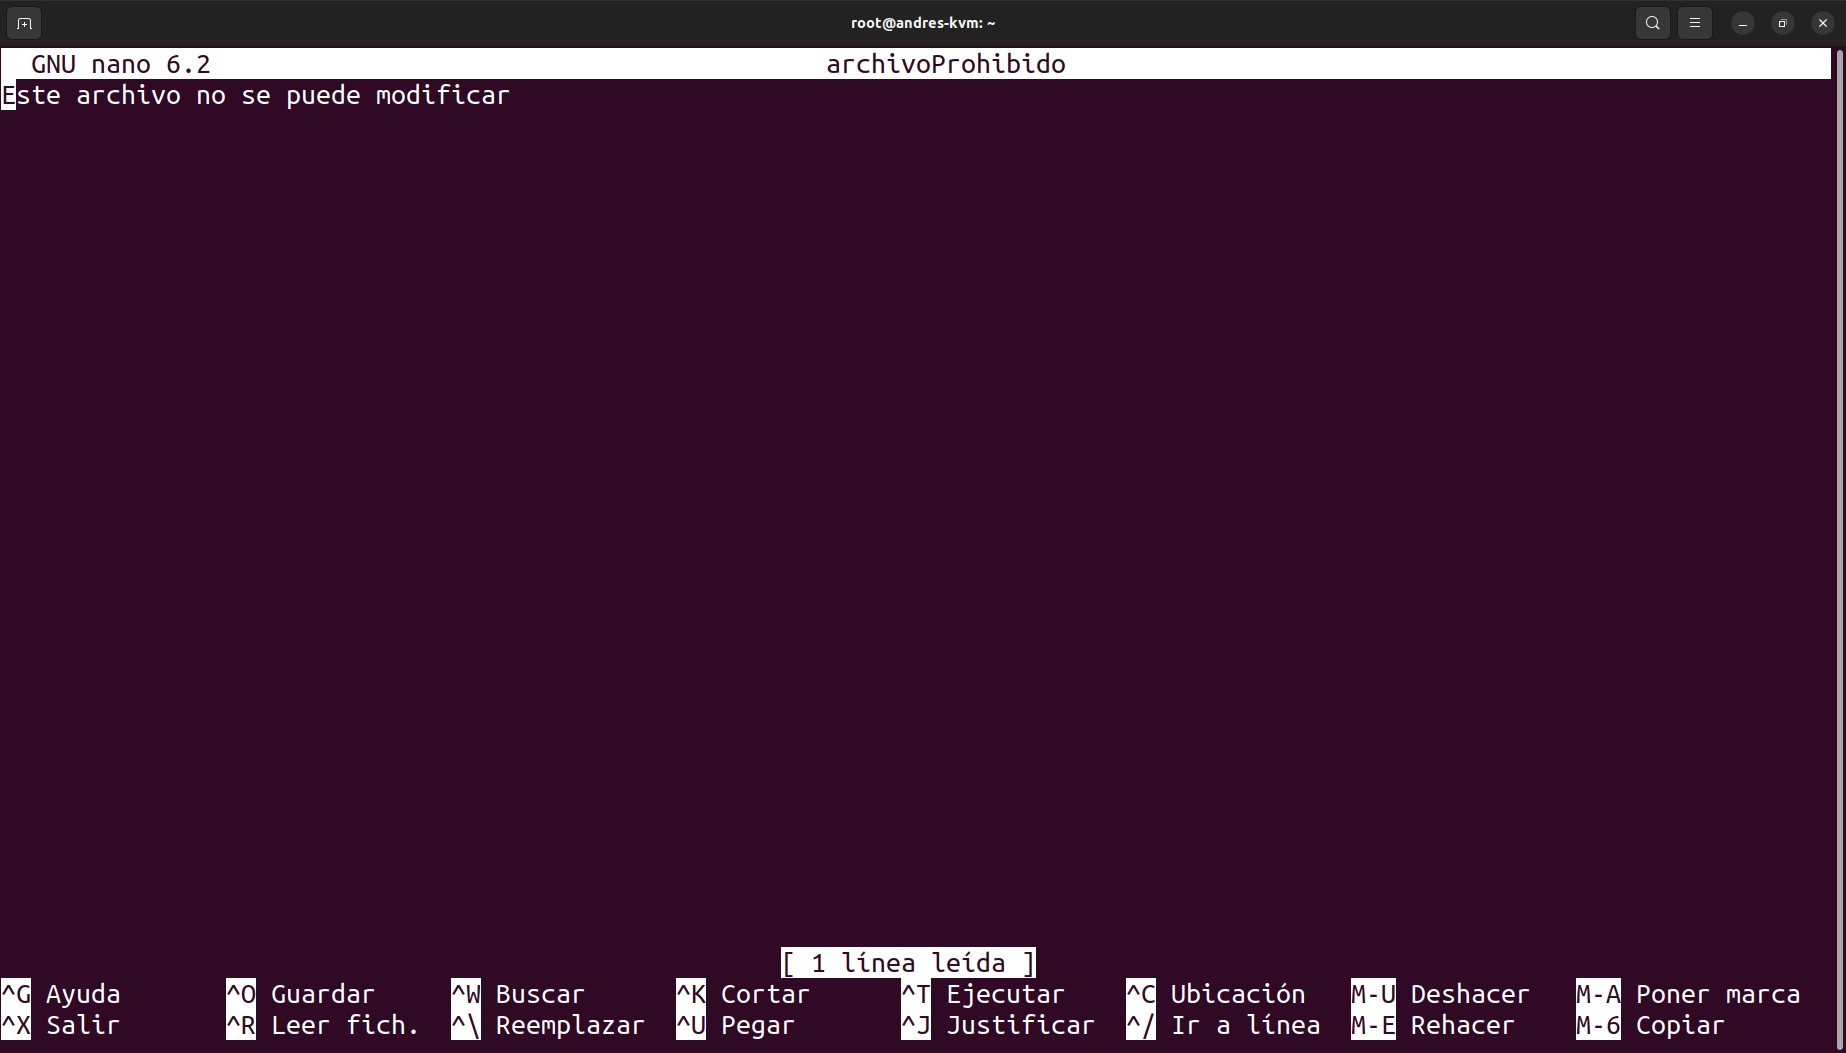 root@andres-kvm: ~
GNU nano 6.2 archivoProhibido
Este archivo no se puede modificar
[ 1 línea leída ]
^G Ayuda ^O Guardar ^W Buscar ^K Cortar ^T Ejecutar ^C Ubicación M-U Deshacer M-A Poner marca
^X Salir ^R Leer fich. ^\ Reemplazar ^U Pegar ^J Justificar ^/ Ir a línea M-E Rehacer M-6 Copiar